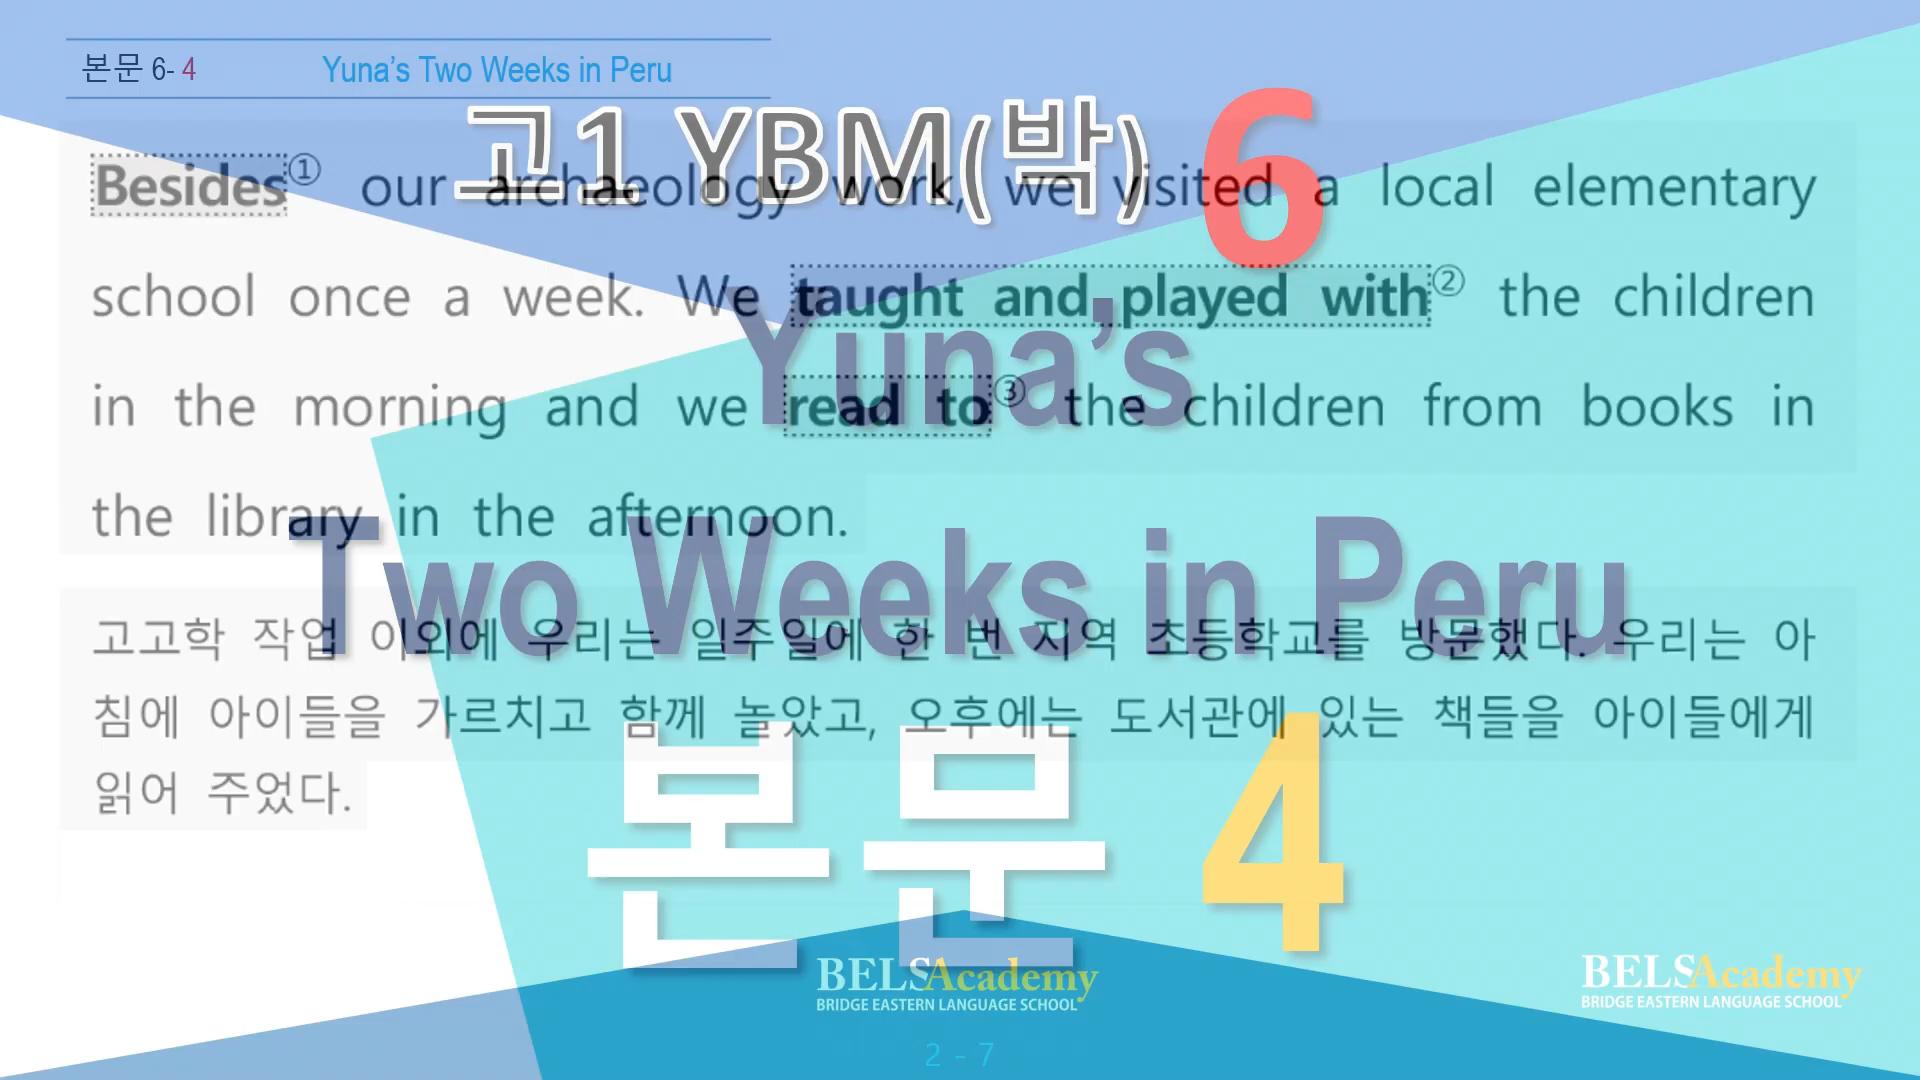 본문 6- 4 Yuna's Two Weeks in Peru
고1 YBM(박) 6
Besides① our archaeology work, we visited a local elementary
school once a week. We taught and played with② the children
Yuna's
in the morning and we read to③ the children from books in
the library in the afternoon.
Two Weeks in Peru
고고학 작업 이외에 우리는 일주일에 한 번 지역 초등학교를 방문했다. 우리는 아
침에 아이들을 가르치고 함께 놀았고, 오후에는 도서관에 있는 책들을 아이들에게
읽어 주었다.
본문 4
BELSAcademy
BRIDGE EASTERN LANGUAGE SCHOOL
BELSAcademy
BRIDGE EASTERN LANGUAGE SCHOOL
2 - 7